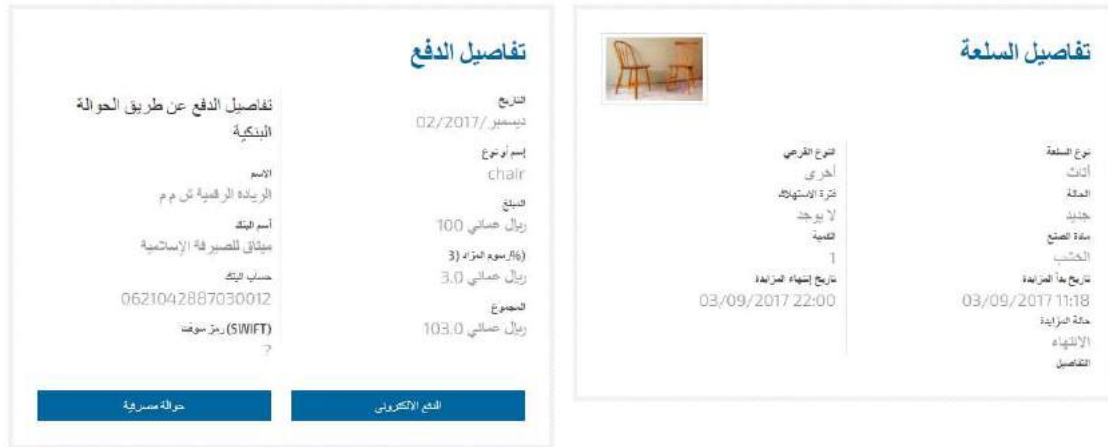 تفاصيل السلعة
نوع السلعة
أثاث
الحالة
جديد
مادة الصنع
الخشب
تاريخ بدأ المزايدة
03/09/2017 11:18
حالة المزايدة
الانتهاء
التفاصيل
النوع الفرعي
أخرى
فترة الاستهلاك
لا يوجد
الكمية
1
تاريخ إنتهاء المزايدة
03/09/2017 22:00
تفاصيل الدفع
التاريخ
ديسمبر/02/2017
إسم أو نوع
chair
المبلغ
ريال عماني 100
(%رسوم المزاد (3
ريال عماني 3.0
المجموع
ريال عماني 103.0
تفاصيل الدفع عن طريق الحوالة
البنكية
الاسم
الرياده الرقمية ش م م
أسم البنك
ميثاق للصيرفة الإسلامية
حساب البنك
0621042887030012
(SWIFT) رمز سوفت
?
الدفع الالكتروني
حوالة مصرفية